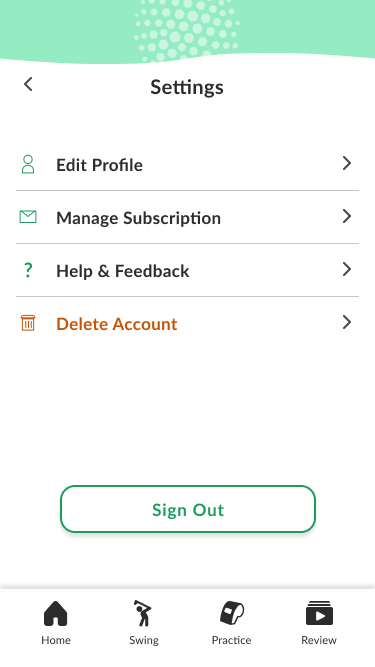 Settings
Edit Profile
Manage Subscription
? Help & Feedback
Delete Account
Sign Out
Home Swing Practice Review